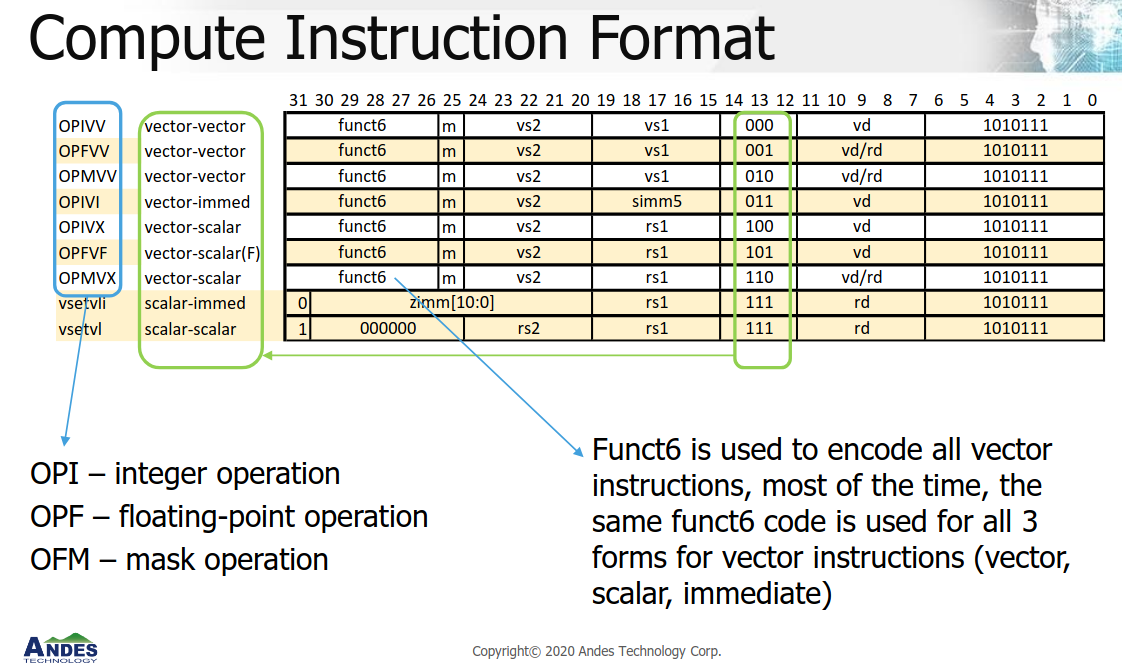 Compute Instruction Format
31 30 29 28 27 26 25 24 23 22 21 20 19 18 17 16 15 14 13 12 11 10 9 8 7 6 5 4 3 2 1 0
OPIVV vector-vector funct6 m vs2 vs1 000 vd 1010111
OPFVV vector-vector funct6 m vs2 vs1 001 vd/rd 1010111
OPMVV vector-vector funct6 m vs2 vs1 010 vd/rd 1010111
OPIVI vector-immed funct6 m vs2 simm5 011 vd 1010111
OPIVX vector-scalar funct6 m vs2 rs1 100 vd 1010111
OPFVF vector-scalar(F) funct6 m vs2 rs1 101 vd 1010111
OPMVX vector-scalar funct6 m vs2 rs1 110 vd/rd 1010111
vsetvli scalar-immed 0 zimm[10:0] rs1 111 rd 1010111
vsetvl scalar-scalar 1 000000 rs2 rs1 111 rd 1010111
OPI – integer operation
OPF – floating-point operation
OFM – mask operation
Funct6 is used to encode all vector
instructions, most of the time, the
same funct6 code is used for all 3
forms for vector instructions (vector,
scalar, immediate)
ANDES
TECHNOLOGY
Copyright© 2020 Andes Technology Corp.